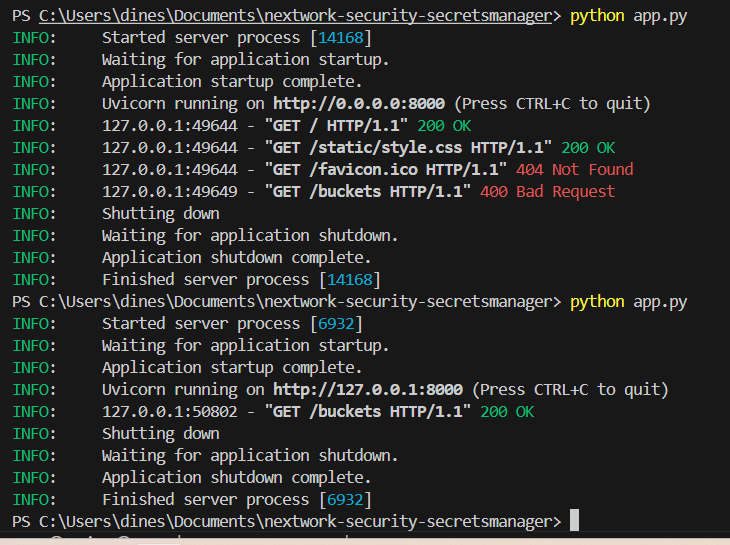 PS C:\Users\dines\Documents\nextwork-security-secretsmanager> python app.py
INFO:     Started server process [14168]
INFO:     Waiting for application startup.
INFO:     Application startup complete.
INFO:     Uvicorn running on http://0.0.0.0:8000 (Press CTRL+C to quit)
INFO:     127.0.0.1:49644 - "GET / HTTP/1.1" 200 OK
INFO:     127.0.0.1:49644 - "GET /static/style.css HTTP/1.1" 200 OK
INFO:     127.0.0.1:49644 - "GET /favicon.ico HTTP/1.1" 404 Not Found
INFO:     127.0.0.1:49649 - "GET /buckets HTTP/1.1" 400 Bad Request
INFO:     Shutting down
INFO:     Waiting for application shutdown.
INFO:     Application shutdown complete.
INFO:     Finished server process [14168]
PS C:\Users\dines\Documents\nextwork-security-secretsmanager> python app.py
INFO:     Started server process [6932]
INFO:     Waiting for application startup.
INFO:     Application startup complete.
INFO:     Uvicorn running on http://127.0.0.1:8000 (Press CTRL+C to quit)
INFO:     127.0.0.1:50802 - "GET /buckets HTTP/1.1" 200 OK
INFO:     Shutting down
INFO:     Waiting for application shutdown.
INFO:     Application shutdown complete.
INFO:     Finished server process [6932]
PS C:\Users\dines\Documents\nextwork-security-secretsmanager>